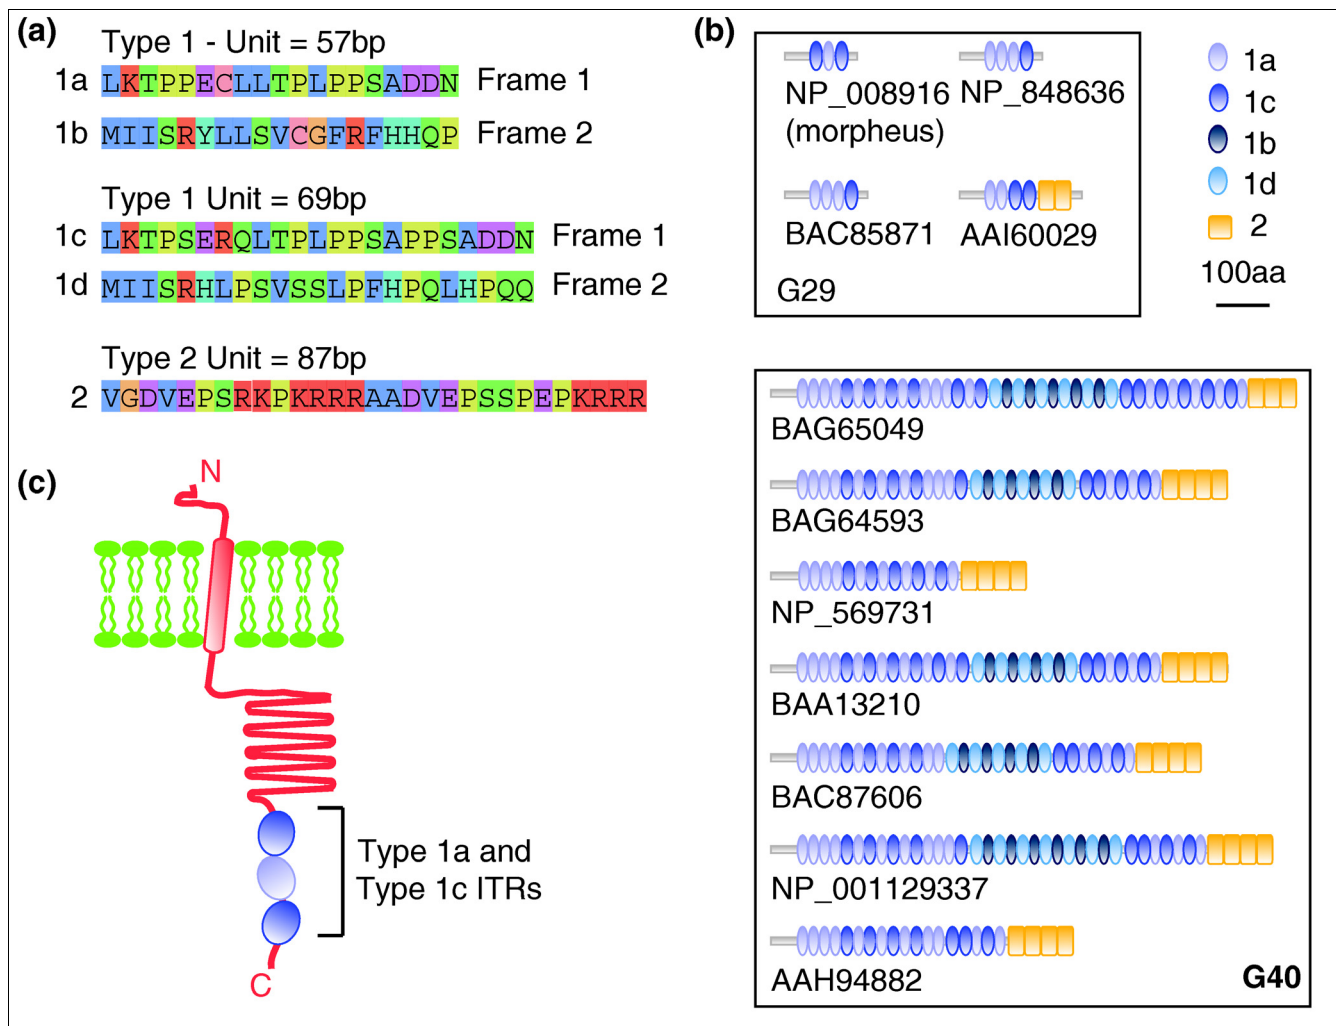 (a)
Type 1 - Unit = 57bp
1a LKTPPECLLTPLPPSADDN Frame 1
1b MIISRYLLSVCGFRFHHQP Frame 2
Type 1 Unit = 69bp
1c LKTPSERQLTPLPPSAPPSADDN Frame 1
1d MIISRHLPSVSSLPFHPQLHPQQ Frame 2
Type 2 Unit = 87bp
2 VGDVEPSRKPKRRRAADVEPSSPEPKRRR
(b)
NP_008916
(morpheus)
NP_848636
BAC85871
AAI60029
G29
1a
1c
1b
1d
2
100aa
BAG65049
BAG64593
NP_569731
BAA13210
BAC87606
NP_001129337
AAH94882
G40
(c)
N
Type 1a and
Type 1c ITRs
C